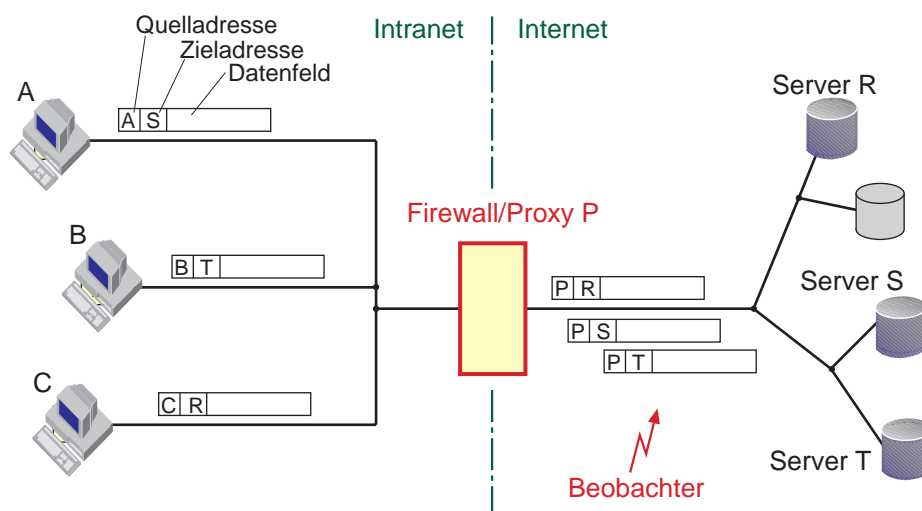 Quelladresse
Zieladresse
Datenfeld
Intranet
Internet
A
A S
Server R
Firewall/Proxy P
B
B T
P R
Server S
P S
P T
C
C R
Server T
Beobachter